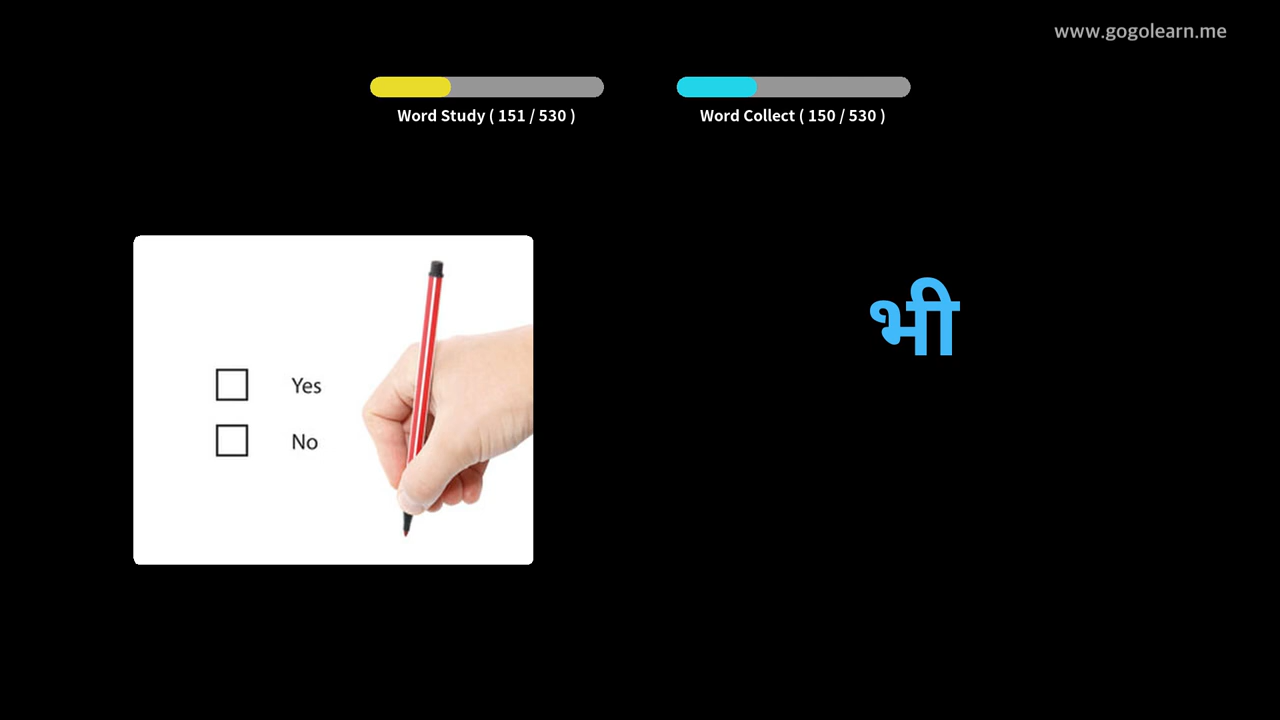 www.gogolearn.me
Word Study ( 151 / 530 )
Word Collect ( 150 / 530 )
भी
Yes
No